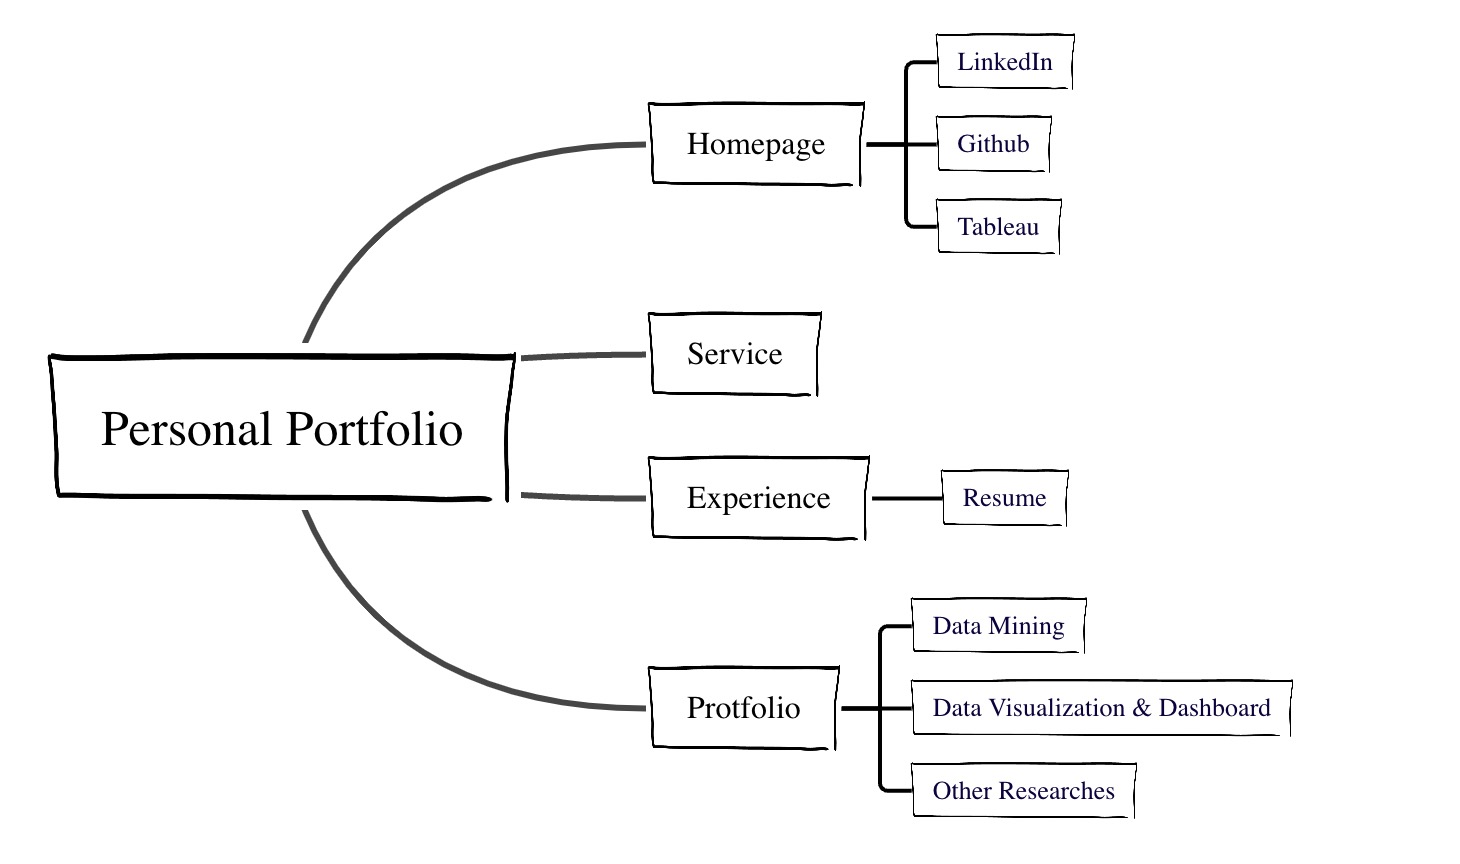 Personal Portfolio
Homepage
LinkedIn
Github
Tableau
Service
Experience
Resume
Protfolio
Data Mining
Data Visualization & Dashboard
Other Researches